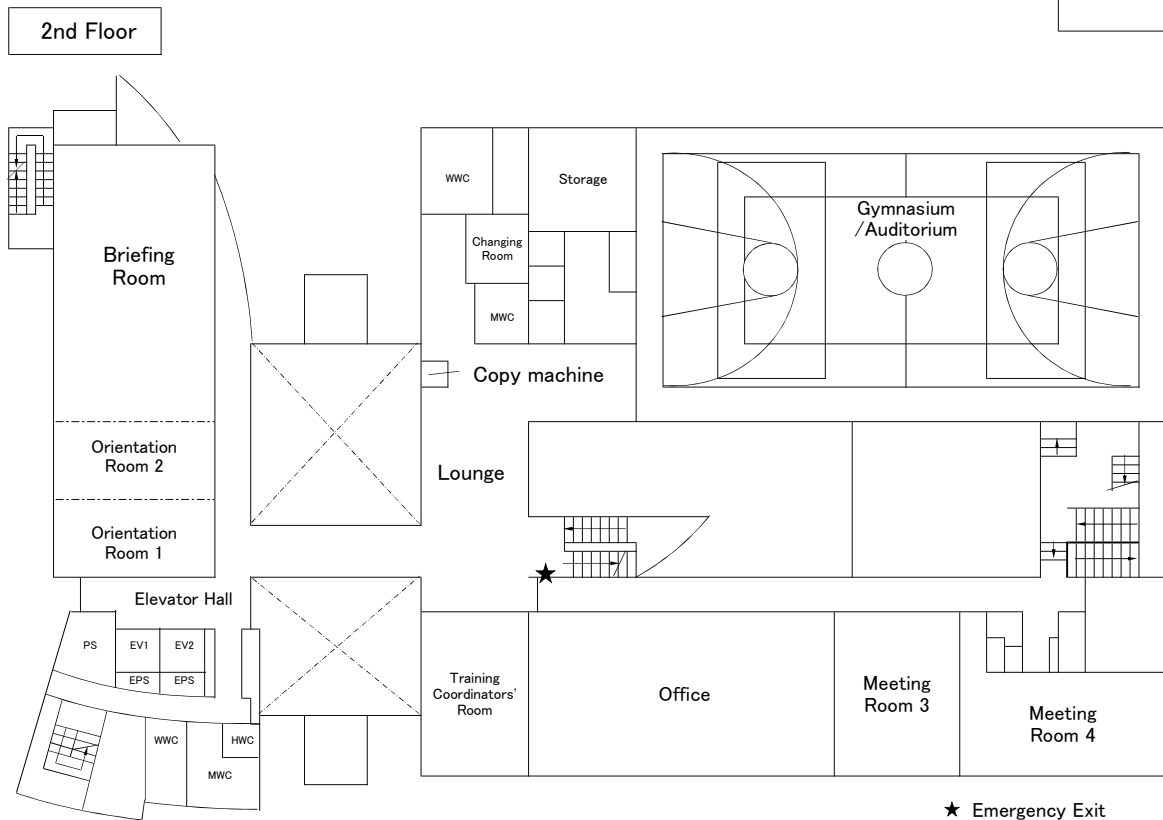 2nd Floor
WWC
Storage
Gymnasium
/Auditorium
Changing
Room
Briefing
Room
MWC
Copy machine
Orientation
Room 2
Lounge
Orientation
Room 1
★
Elevator Hall
PS
EV1
EV2
EPS
EPS
Training
Coordinators'
Room
Office
Meeting
Room 3
Meeting
Room 4
WWC
HWC
MWC
★ Emergency Exit